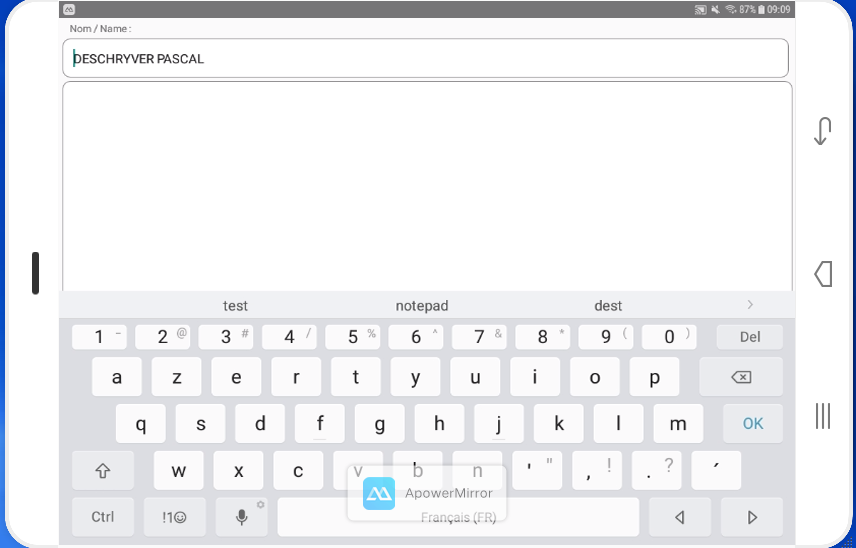 87% 09:09
Nom / Name :
DESCHRYVER PASCAL
test notepad dest
1 - 2 @ 3 # 4 / 5 % 6 ^ 7 & 8 * 9 ( 0 ) Del
a z e r t y u i o p
q s d f g h j k l m OK
w x c v b n ' " , ! . ? ´
ApowerMirror
Ctrl !1☺ Français (FR)